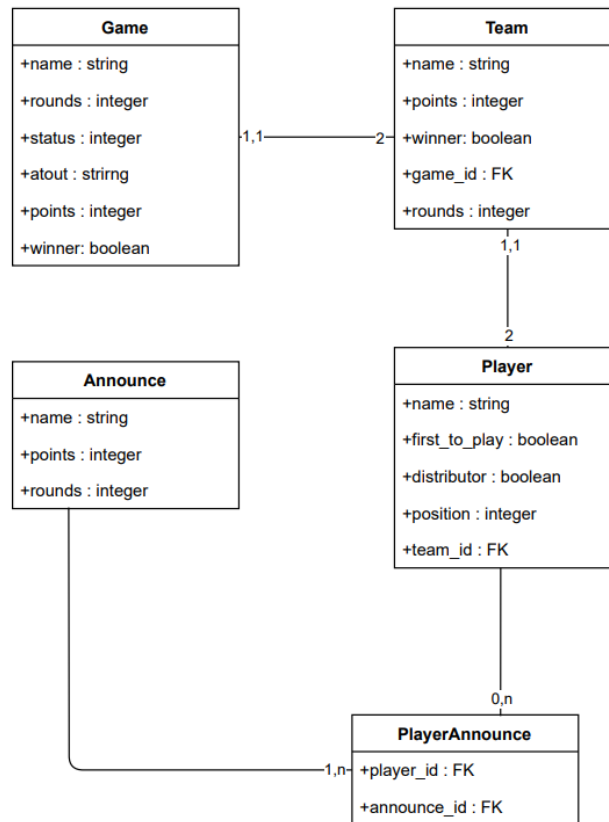 Game
+name : string
+rounds : integer
+status : integer
+atout : strirng
+points : integer
+winner: boolean
1,1
2
Team
+name : string
+points : integer
+winner: boolean
+game_id : FK
+rounds : integer
1,1
2
Player
+name : string
+first_to_play : boolean
+distributor : boolean
+position : integer
+team_id : FK
Announce
+name : string
+points : integer
+rounds : integer
0,n
1,n
PlayerAnnounce
+player_id : FK
+announce_id : FK